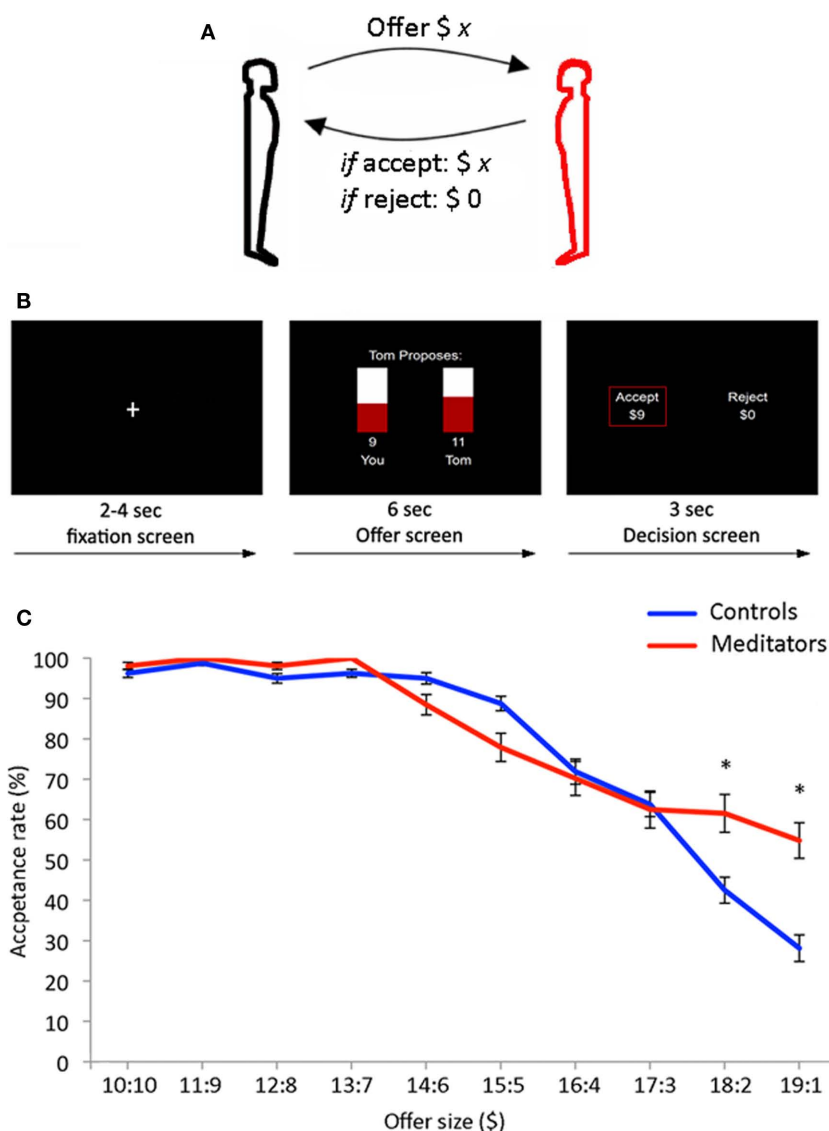 A
Offer $ x
if accept: $ x
if reject: $ 0
B
+
Tom Proposes:
9 11
You Tom
Accept Reject
$9 $0
2-4 sec 6 sec 3 sec
fixation screen Offer screen Decision screen
C
Controls
Meditators
100
90
80
70
60
50
40
30
20
10
0
Accpetance rate (%)
* *
10:10 11:9 12:8 13:7 14:6 15:5 16:4 17:3 18:2 19:1
Offer size ($)